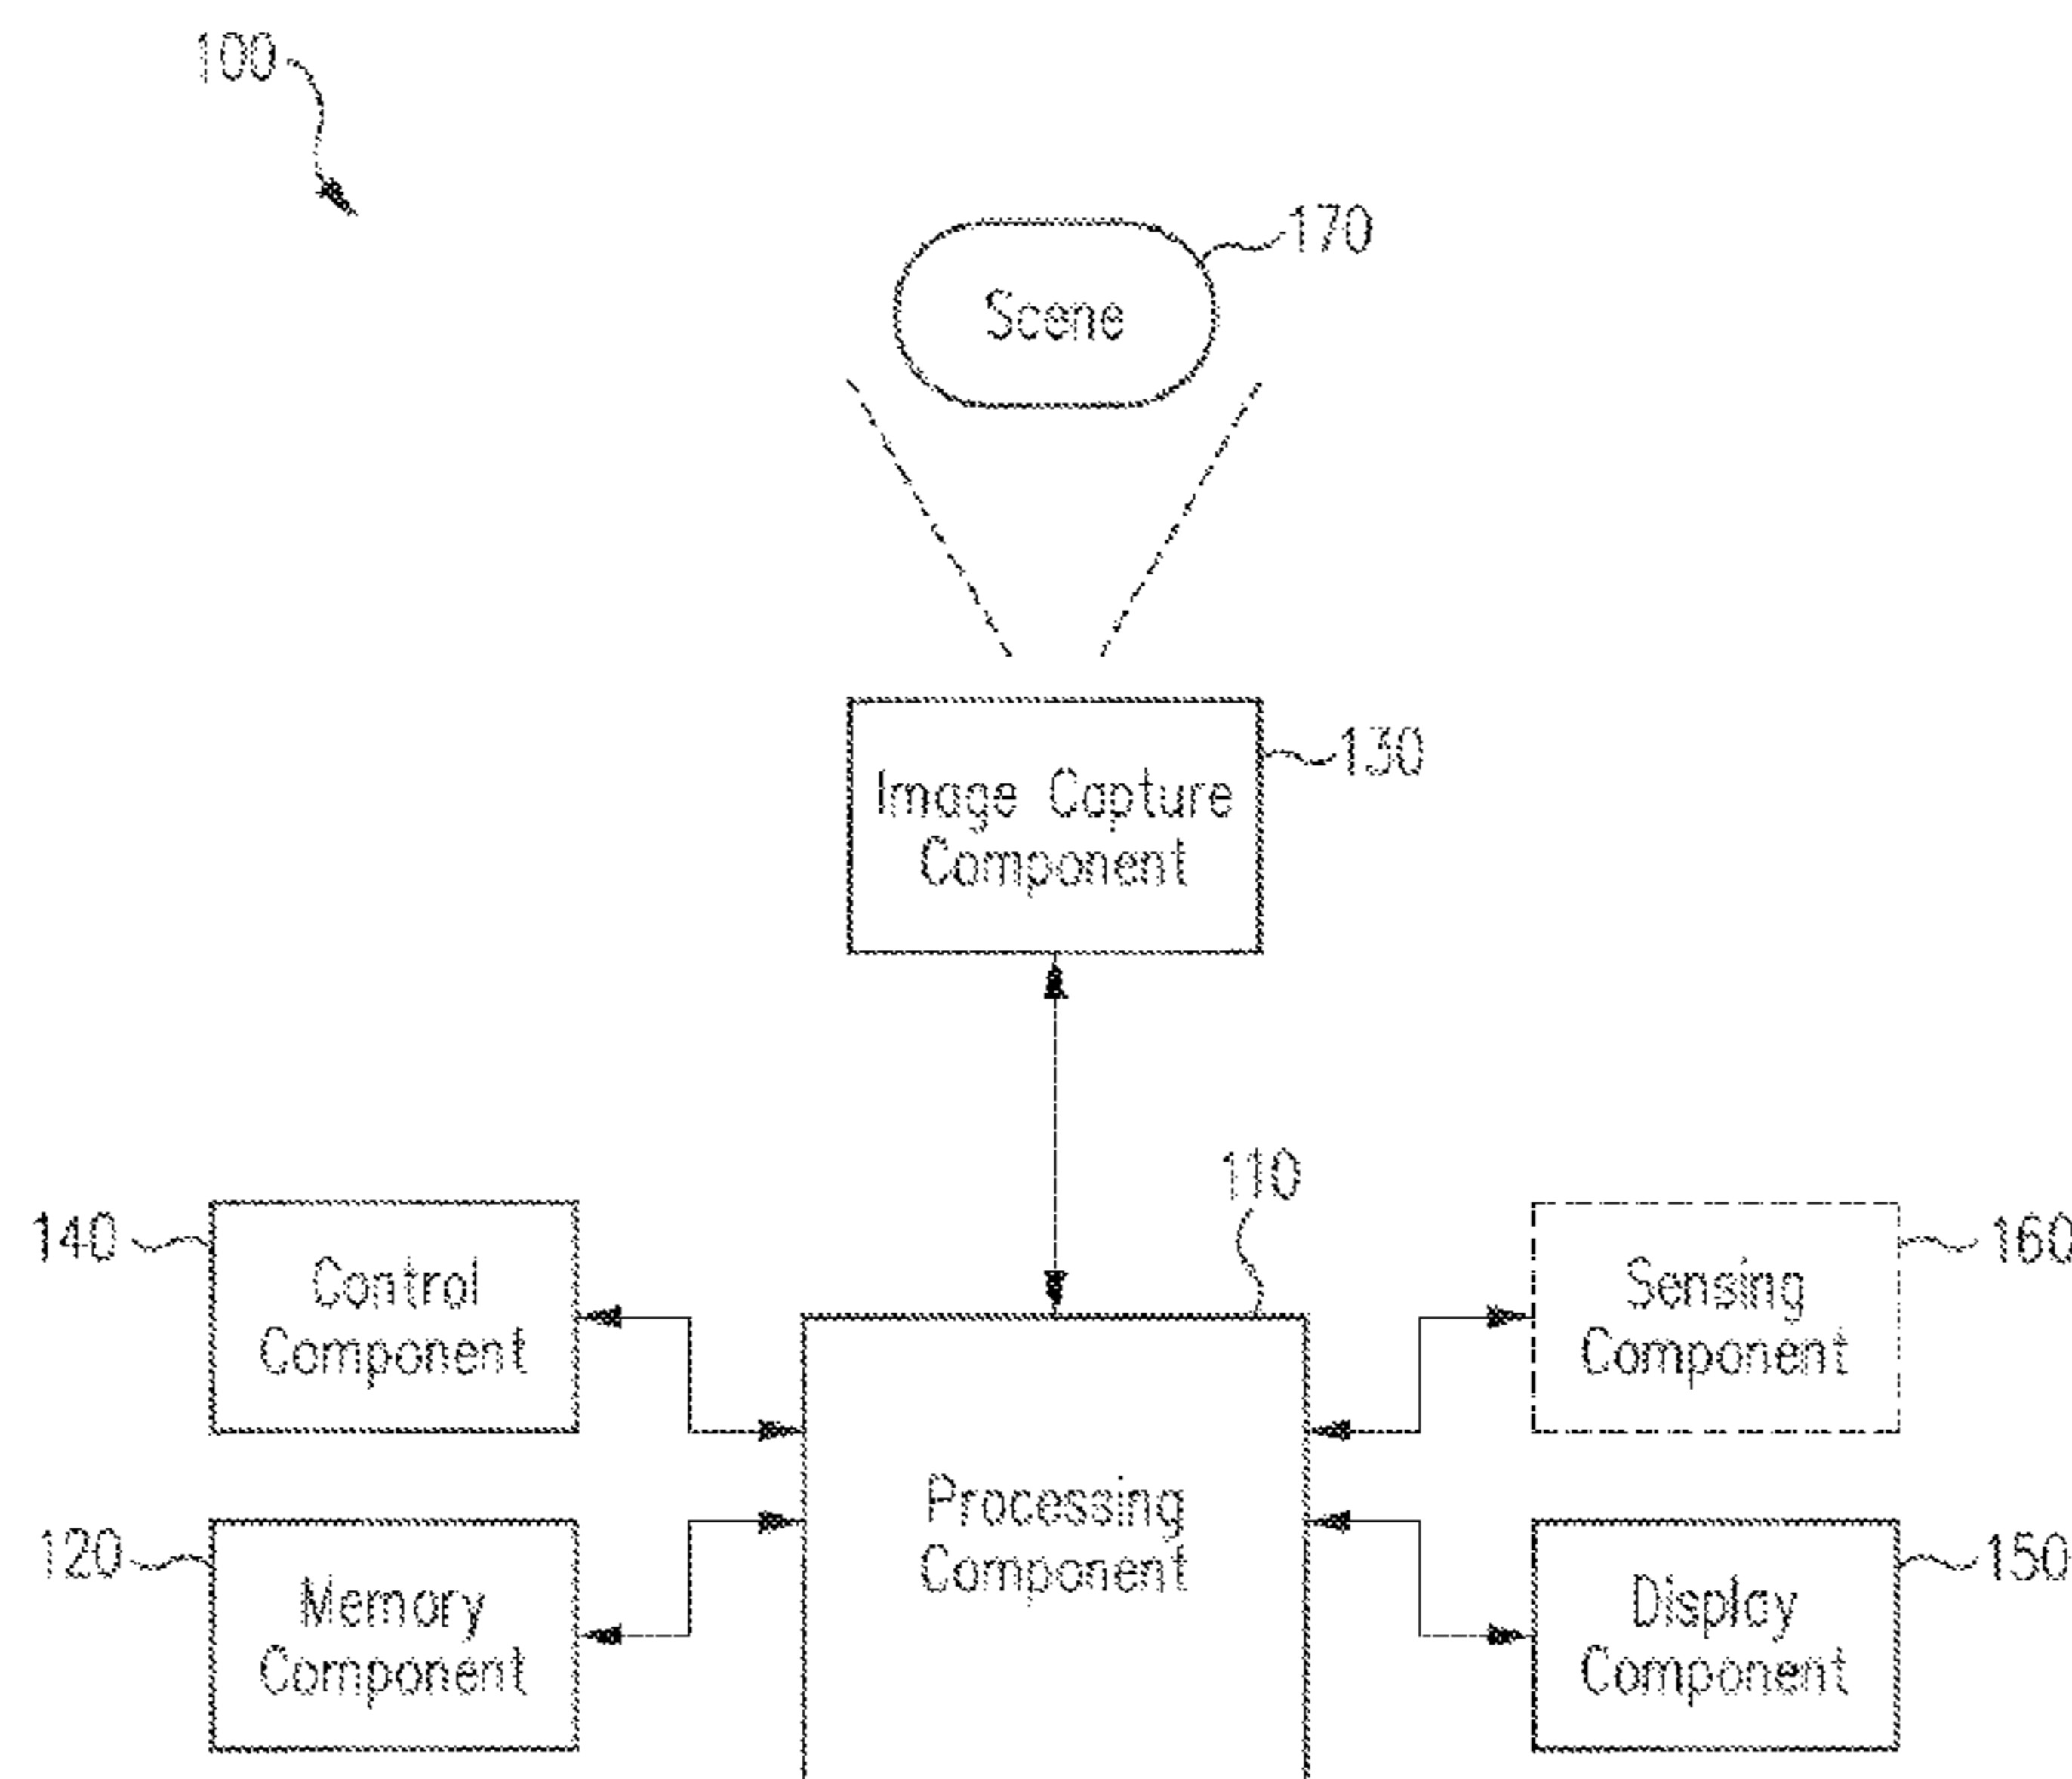 100
170
Scene
130
Image Capture
Component
110
140
Control
Component
160
Sensing
Component
Processing
Component
120
Memory
Component
150
Display
Component